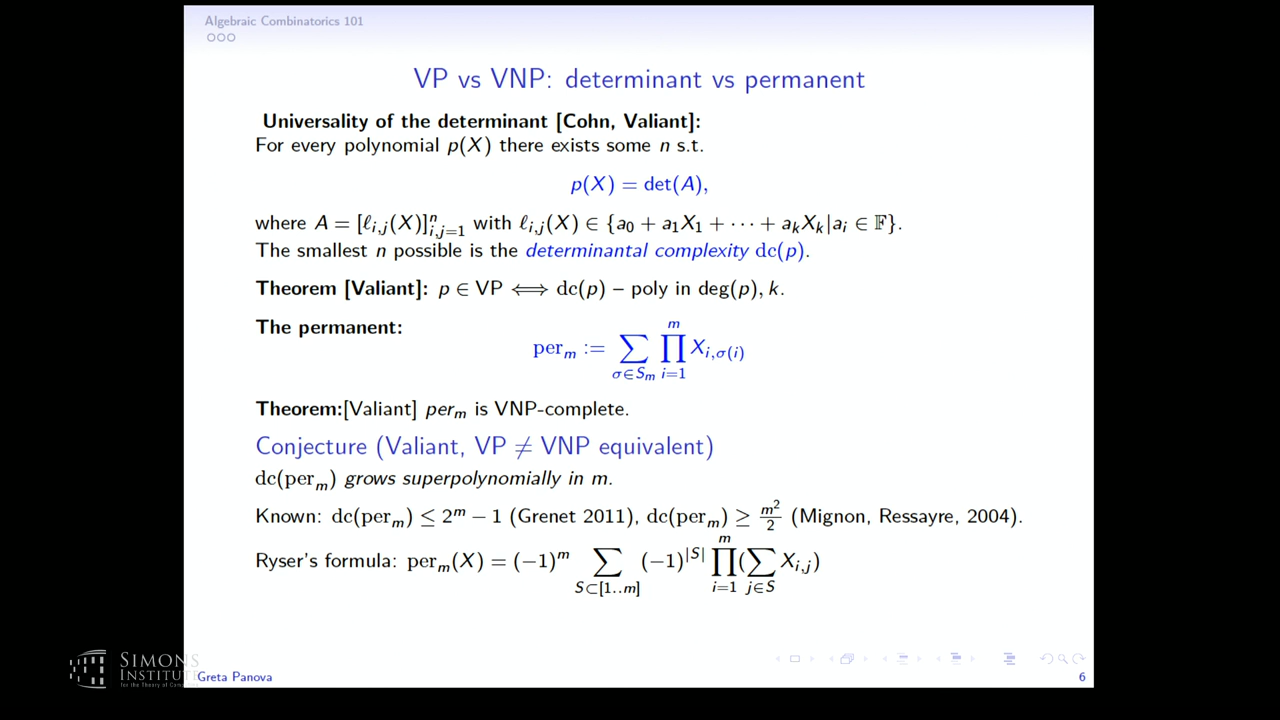 Algebraic Combinatorics 101
VP vs VNP: determinant vs permanent
Universality of the determinant [Cohn, Valiant]:
For every polynomial p(X) there exists some n s.t.
p(X) = det(A),
where A = [ℓ_{i,j}(X)]^n_{i,j=1} with ℓ_{i,j}(X) ∈ {a_0 + a_1X_1 + ⋯ + a_kX_k|a_i ∈ 𝔽}.
The smallest n possible is the determinantal complexity dc(p).
Theorem [Valiant]: p ∈ VP ⟺ dc(p) – poly in deg(p), k.
The permanent:
per_m := ∑_{σ∈S_m} ∏_{i=1}^m X_{i,σ(i)}
Theorem:[Valiant] per_m is VNP-complete.
Conjecture (Valiant, VP ≠ VNP equivalent)
dc(per_m) grows superpolynomially in m.
Known: dc(per_m) ≤ 2^m − 1 (Grenet 2011), dc(per_m) ≥ m^2/2 (Mignon, Ressayre, 2004).
Ryser's formula: per_m(X) = (−1)^m ∑_{S⊂[1..m]} (−1)^{|S|} ∏_{i=1}^m (∑_{j∈S} X_{i,j})
SIMONS
INSTITUTE
for the Theory of Computing
Greta Panova
6